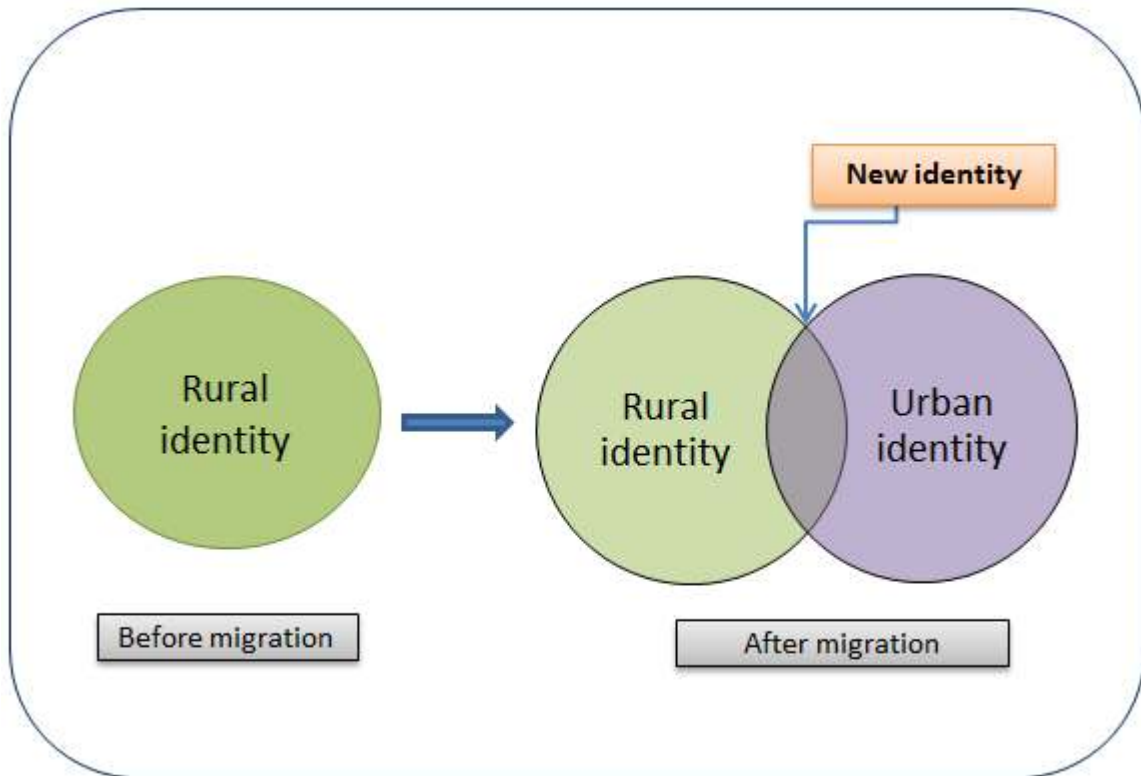 New identity
Rural
identity
Rural
identity
Urban
identity
Before migration
After migration